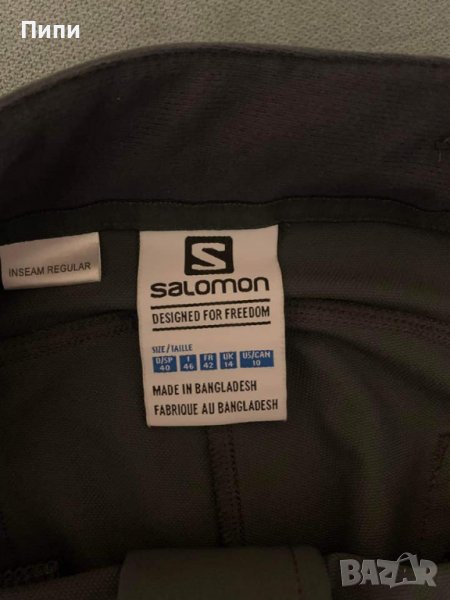 Пипи
INSEAM REGULAR
S
SALOMON
DESIGNED FOR FREEDOM
SIZE/TAILLE
D/SP I FR UK US/CAN
40 46 42 14 10
MADE IN BANGLADESH
FABRIQUE AU BANGLADESH
BAZAR